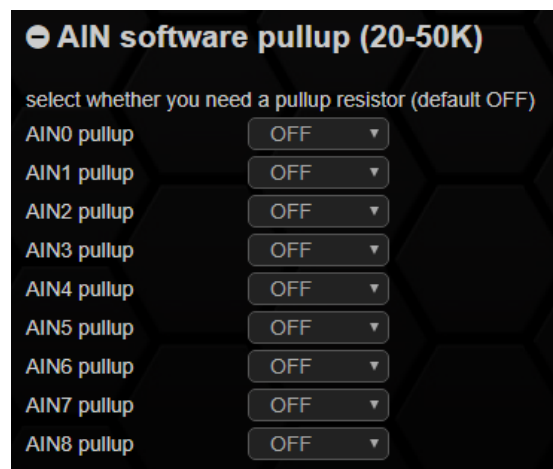 AIN software pullup (20-50K)
select whether you need a pullup resistor (default OFF)
AIN0 pullup OFF
AIN1 pullup OFF
AIN2 pullup OFF
AIN3 pullup OFF
AIN4 pullup OFF
AIN5 pullup OFF
AIN6 pullup OFF
AIN7 pullup OFF
AIN8 pullup OFF